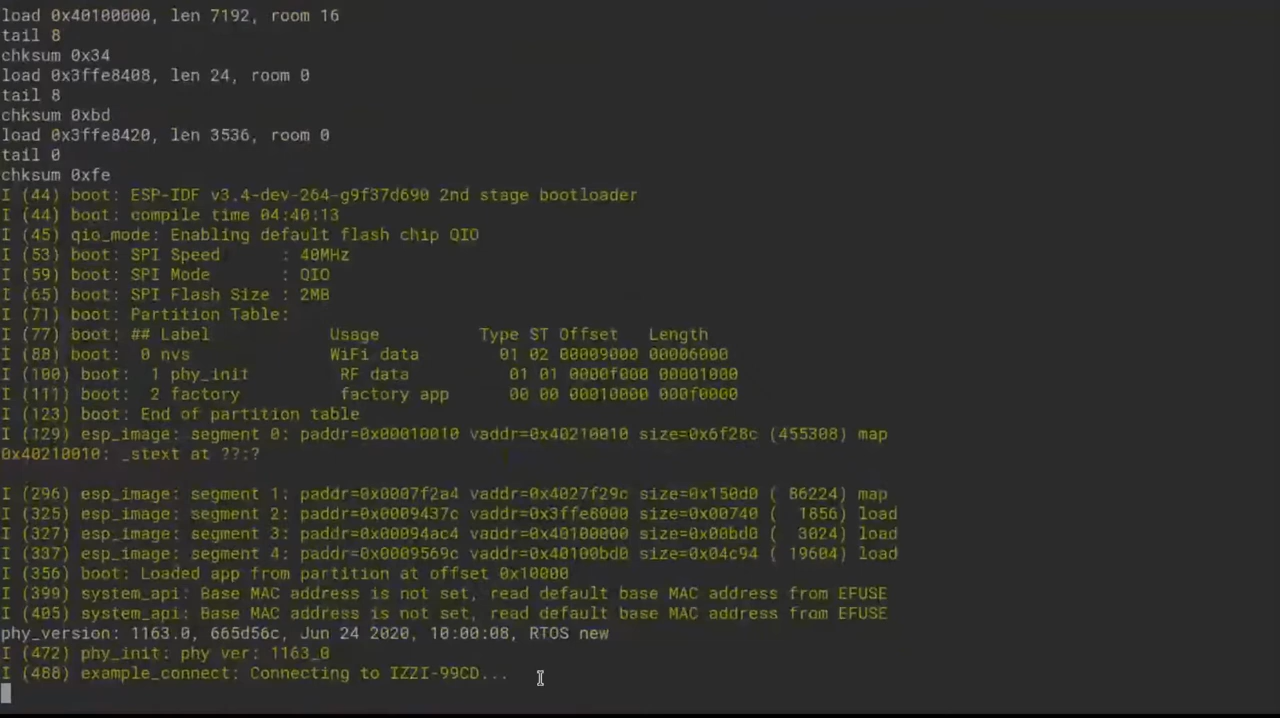 load 0x40100000, len 7192, room 16
tail 8
chksum 0x34
load 0x3ffe8408, len 24, room 0
tail 8
chksum 0xbd
load 0x3ffe8420, len 3536, room 0
tail 0
chksum 0xfe
I (44) boot: ESP-IDF v3.4-dev-264-g9f37d690 2nd stage bootloader
I (44) boot: compile time 04:40:13
I (45) qio_mode: Enabling default flash chip QIO
I (53) boot: SPI Speed      : 40MHz
I (59) boot: SPI Mode       : QIO
I (65) boot: SPI Flash Size : 2MB
I (71) boot: Partition Table:
I (77) boot: ## Label            Usage          Type ST Offset   Length
I (88) boot:  0 nvs              WiFi data        01 02 00009000 00006000
I (100) boot:  1 phy_init         RF data          01 01 0000f000 00001000
I (111) boot:  2 factory          factory app      00 00 00010000 000f0000
I (123) boot: End of partition table
I (129) esp_image: segment 0: paddr=0x00010010 vaddr=0x40210010 size=0x6f28c (455308) map
0x40210010: _stext at ??:?
I (296) esp_image: segment 1: paddr=0x0007f2a4 vaddr=0x4027f29c size=0x150d0 ( 86224) map
I (325) esp_image: segment 2: paddr=0x0009437c vaddr=0x3ffe8000 size=0x00740 (  1856) load
I (327) esp_image: segment 3: paddr=0x00094ac4 vaddr=0x40100000 size=0x00bd0 (  3024) load
I (337) esp_image: segment 4: paddr=0x0009569c vaddr=0x40100bd0 size=0x04c94 ( 19604) load
I (356) boot: Loaded app from partition at offset 0x10000
I (399) system_api: Base MAC address is not set, read default base MAC address from EFUSE
I (405) system_api: Base MAC address is not set, read default base MAC address from EFUSE
phy_version: 1163.0, 665d56c, Jun 24 2020, 10:00:08, RTOS new
I (472) phy_init: phy ver: 1163_0
I (488) example_connect: Connecting to IZZI-99CD...